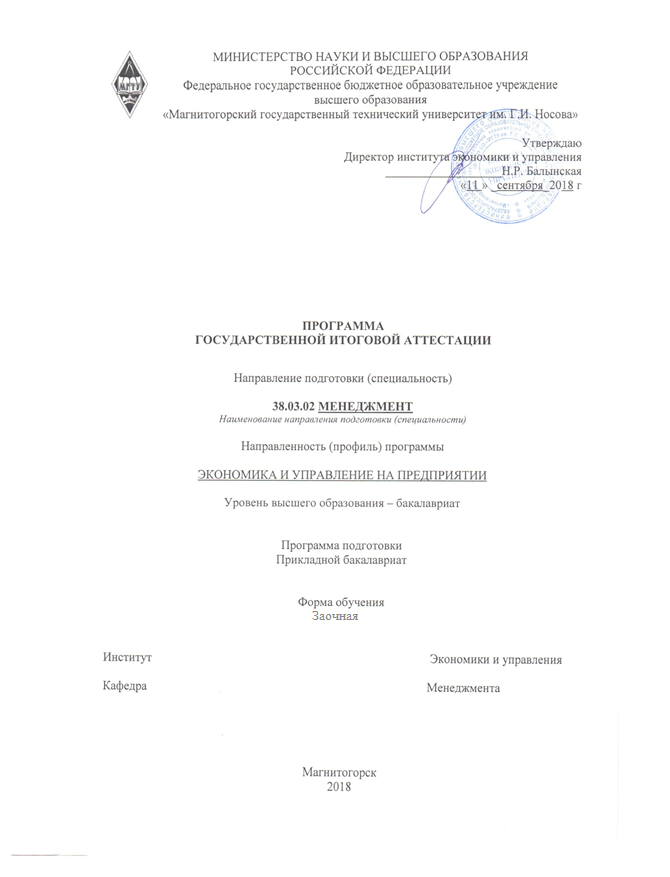 МГТУ
МИНИСТЕРСТВО НАУКИ И ВЫСШЕГО ОБРАЗОВАНИЯ
РОССИЙСКОЙ ФЕДЕРАЦИИ
Федеральное государственное бюджетное образовательное учреждение
высшего образования
«Магнитогорский государственный технический университет им. Г.И. Носова»
Утверждаю
Директор института экономики и управления
Н.Р. Балынская
«11 » _сентября_2018 г
ПРОГРАММА
ГОСУДАРСТВЕННОЙ ИТОГОВОЙ АТТЕСТАЦИИ
Направление подготовки (специальность)
38.03.02 МЕНЕДЖМЕНТ
Наименование направления подготовки (специальности)
Направленность (профиль) программы
ЭКОНОМИКА И УПРАВЛЕНИЕ НА ПРЕДПРИЯТИИ
Уровень высшего образования – бакалавриат
Программа подготовки
Прикладной бакалавриат
Форма обучения
Заочная
Институт Экономики и управления
Кафедра Менеджмента
Магнитогорск
2018